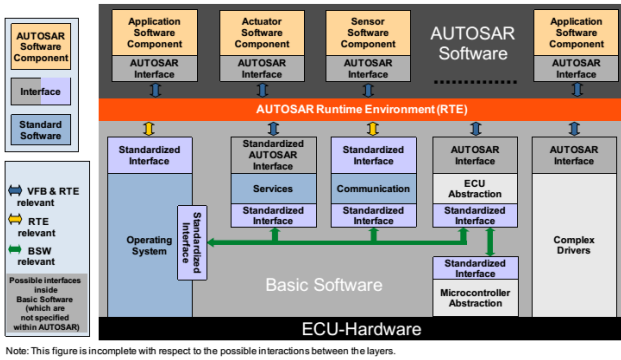 AUTOSAR
Software
Component
Interface
Standard
Software
VFB & RTE
relevant
RTE
relevant
BSW
relevant
Possible interfaces
inside
Basic Software
(which are
not specified
within AUTOSAR)
Application
Software
Component
AUTOSAR
Interface
Actuator
Software
Component
AUTOSAR
Interface
Sensor
Software
Component
AUTOSAR
Interface
AUTOSAR
Software
..............
Application
Software
Component
AUTOSAR
Interface
AUTOSAR Runtime Environment (RTE)
Standardized
Interface
Operating
System
Standardized
Interface
Standardized
AUTOSAR
Interface
Services
Standardized
Interface
Standardized
Interface
Communication
Standardized
Interface
AUTOSAR
Interface
ECU
Abstraction
Standardized
Interface
Standardized
Interface
Microcontroller
Abstraction
AUTOSAR
Interface
Complex
Drivers
Basic Software
ECU-Hardware
Note: This figure is incomplete with respect to the possible interactions between the layers.